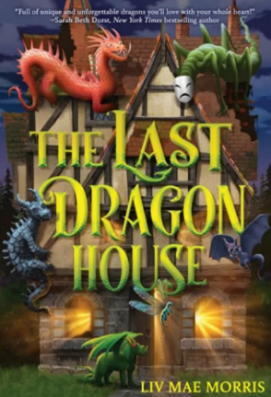 "Full of unique and unforgettable dragons you'll love with your whole heart!"
—Sarah Beth Durst, New York Times bestselling author
THE LAST
DRAGON
HOUSE
LIV MAE MORRIS